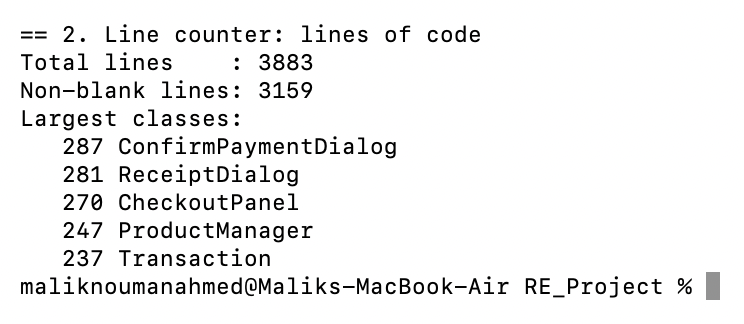 == 2. Line counter: lines of code
Total lines    : 3883
Non-blank lines: 3159
Largest classes:
   287 ConfirmPaymentDialog
   281 ReceiptDialog
   270 CheckoutPanel
   247 ProductManager
   237 Transaction
maliknoumanahmed@Maliks-MacBook-Air RE_Project %